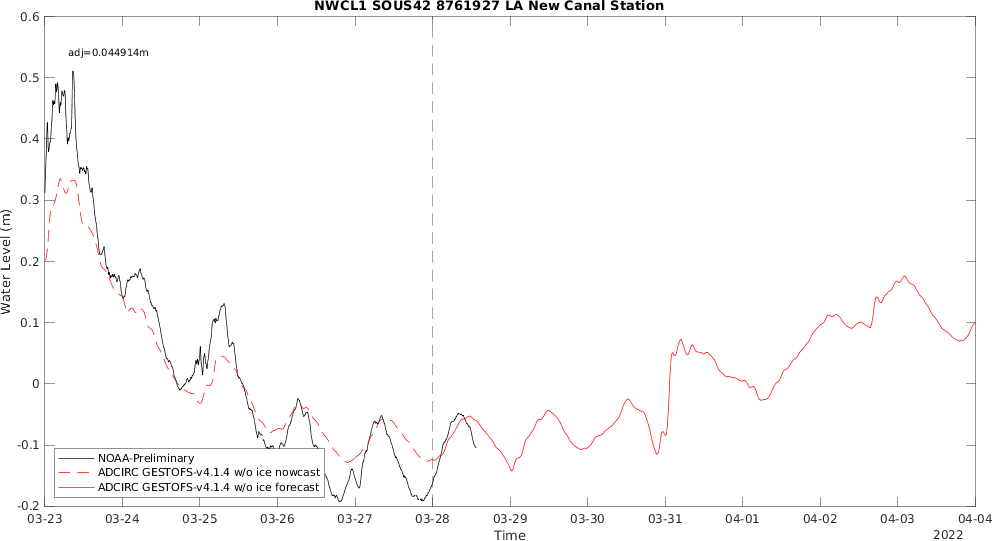 NWCL1 SOUS42 8761927 LA New Canal Station
adj=0.044914m
0.6
0.5
0.4
0.3
0.2
0.1
0
-0.1
-0.2
Water Level (m)
NOAA-Preliminary
ADCIRC GESTOFS-v4.1.4 w/o ice nowcast
ADCIRC GESTOFS-v4.1.4 w/o ice forecast
03-23 03-24 03-25 03-26 03-27 03-28 03-29 03-30 03-31 04-01 04-02 04-03 04-04
Time
2022